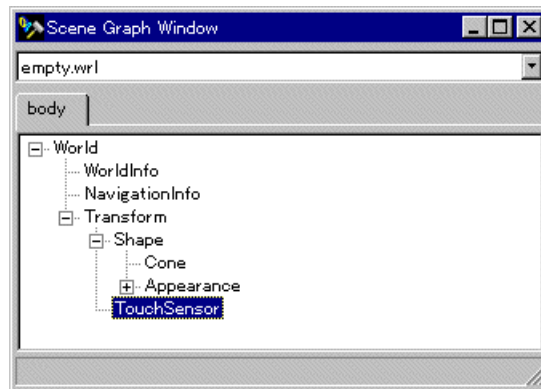 Scene Graph Window
empty.wrl
body
World
WorldInfo
NavigationInfo
Transform
Shape
Cone
Appearance
TouchSensor